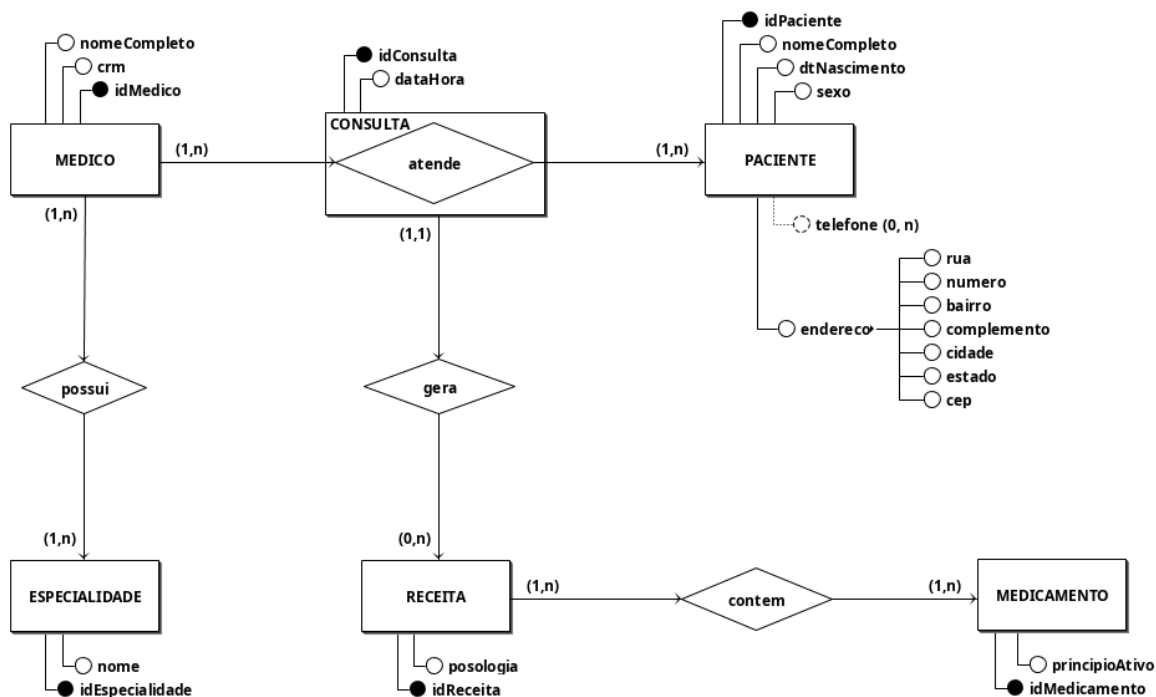 idPaciente
nomeCompleto
nomeCompleto
idConsulta
crm
dtNascimento
dataHora
idMedico
sexo
CONSULTA
MEDICO
(1,n)
atende
(1,n)
PACIENTE
(1,n)
(1,1)
telefone (0, n)
rua
numero
bairro
endereco
complemento
cidade
estado
cep
possui
gera
(1,n)
(0,n)
ESPECIALIDADE
RECEITA
(1,n)
contem
(1,n)
MEDICAMENTO
nome
idEspecialidade
posologia
idReceita
principioAtivo
idMedicamento